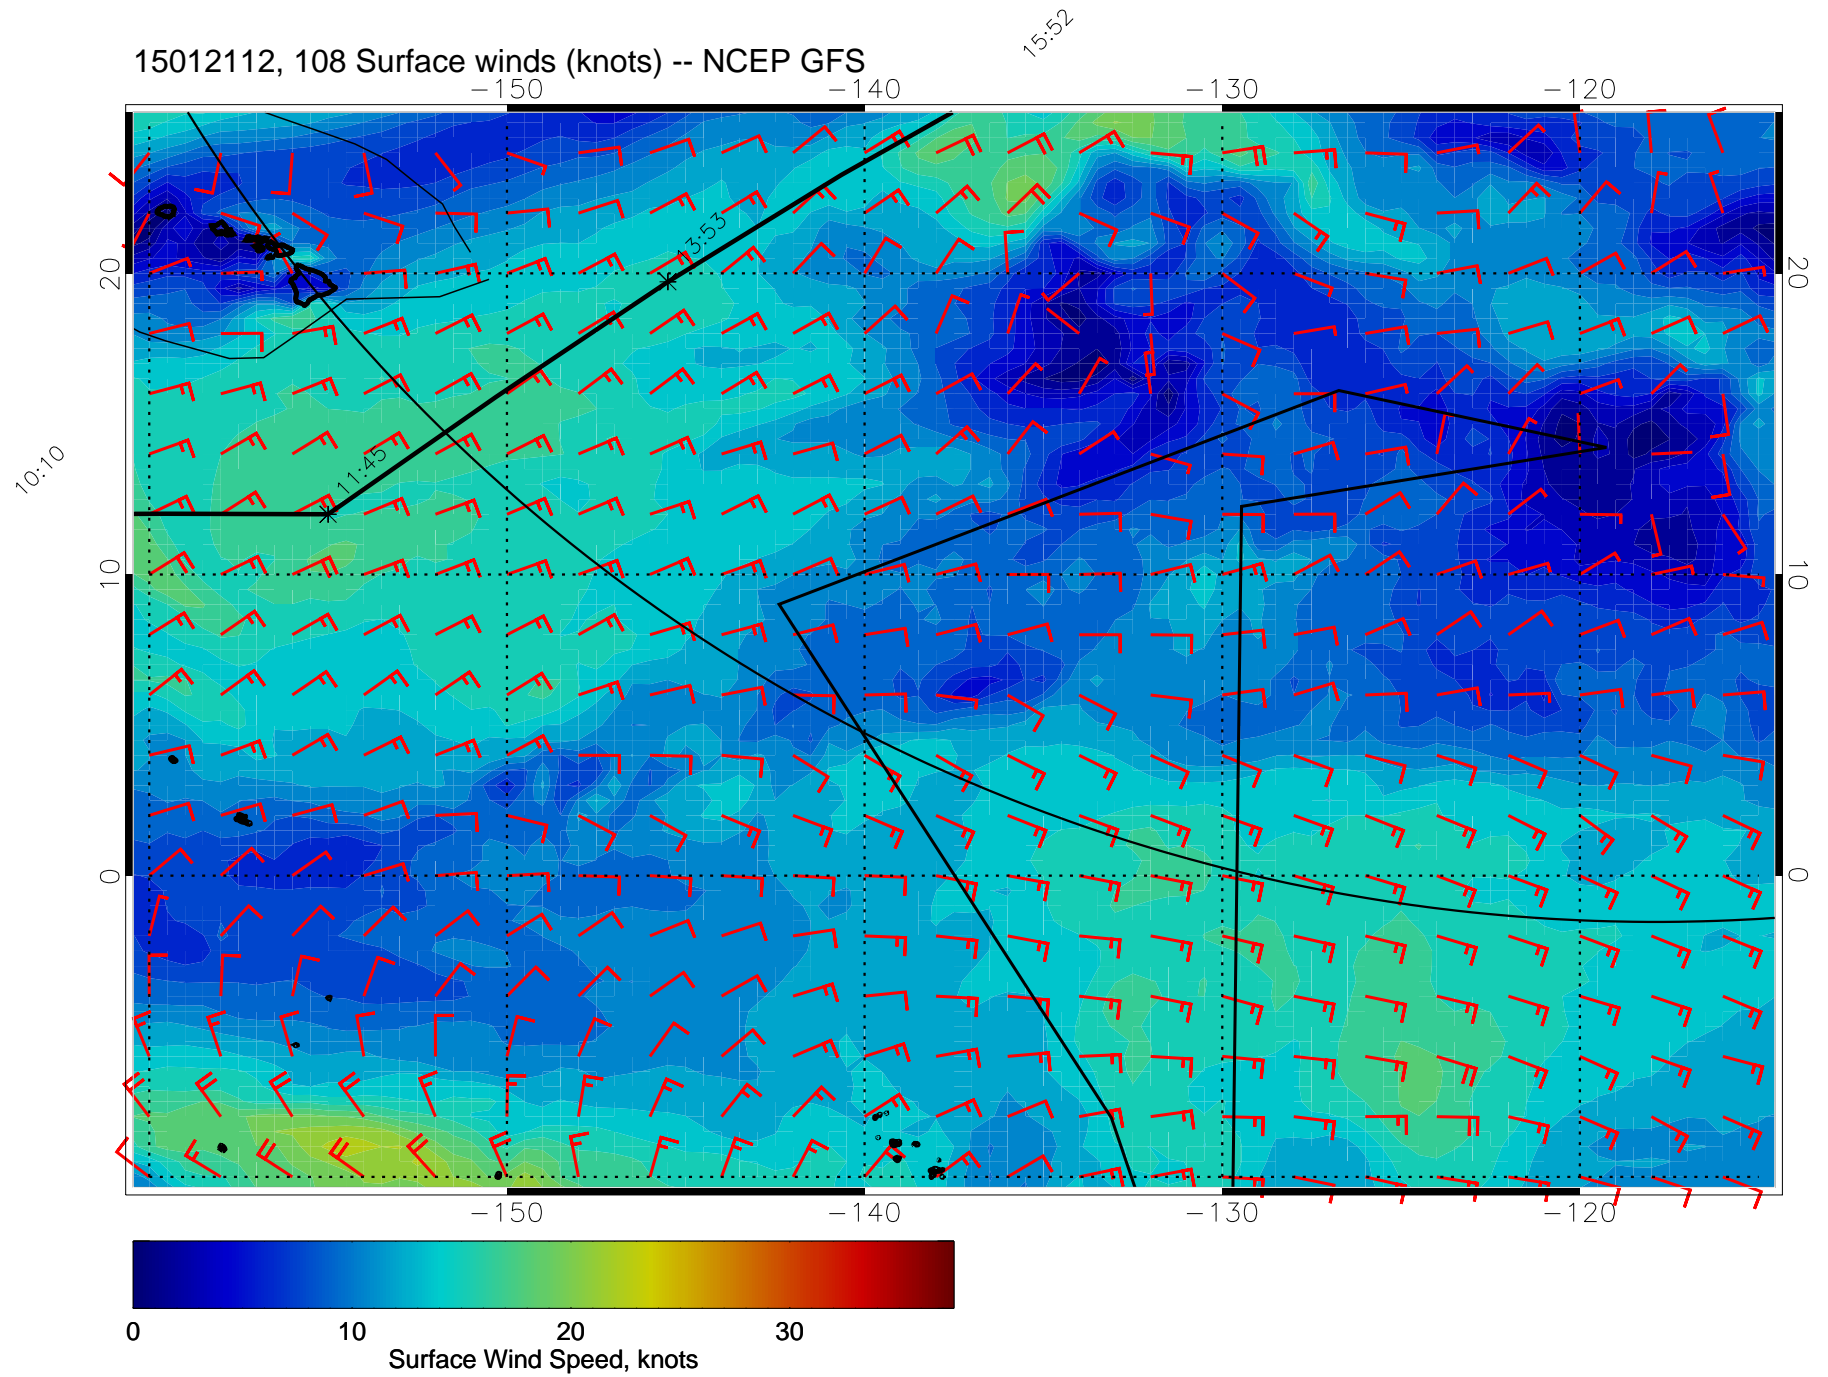 15:52
15012112, 108 Surface winds (knots) -- NCEP GFS
-150 -140 -130 -120
13:53
20 20
11:45
10:10
10 10
0 0
-150 -140 -130 -120
0 10 20 30
Surface Wind Speed, knots